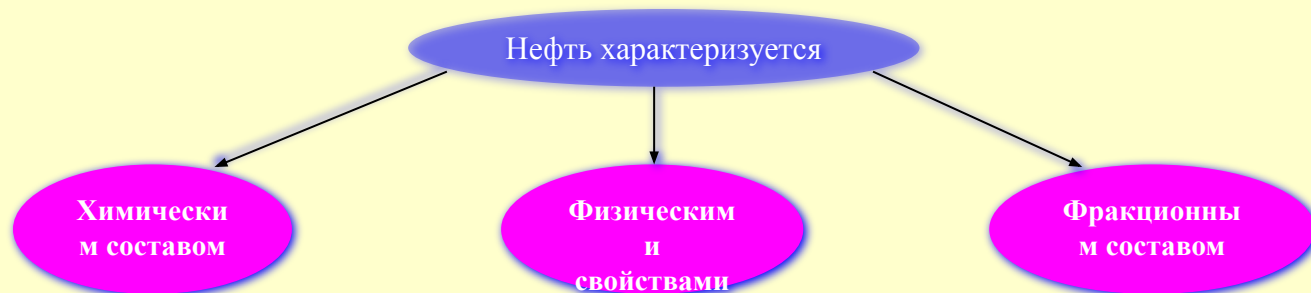 Нефть характеризуется
Химически
м составом
Физическим
и
свойствами
Фракционны
м составом